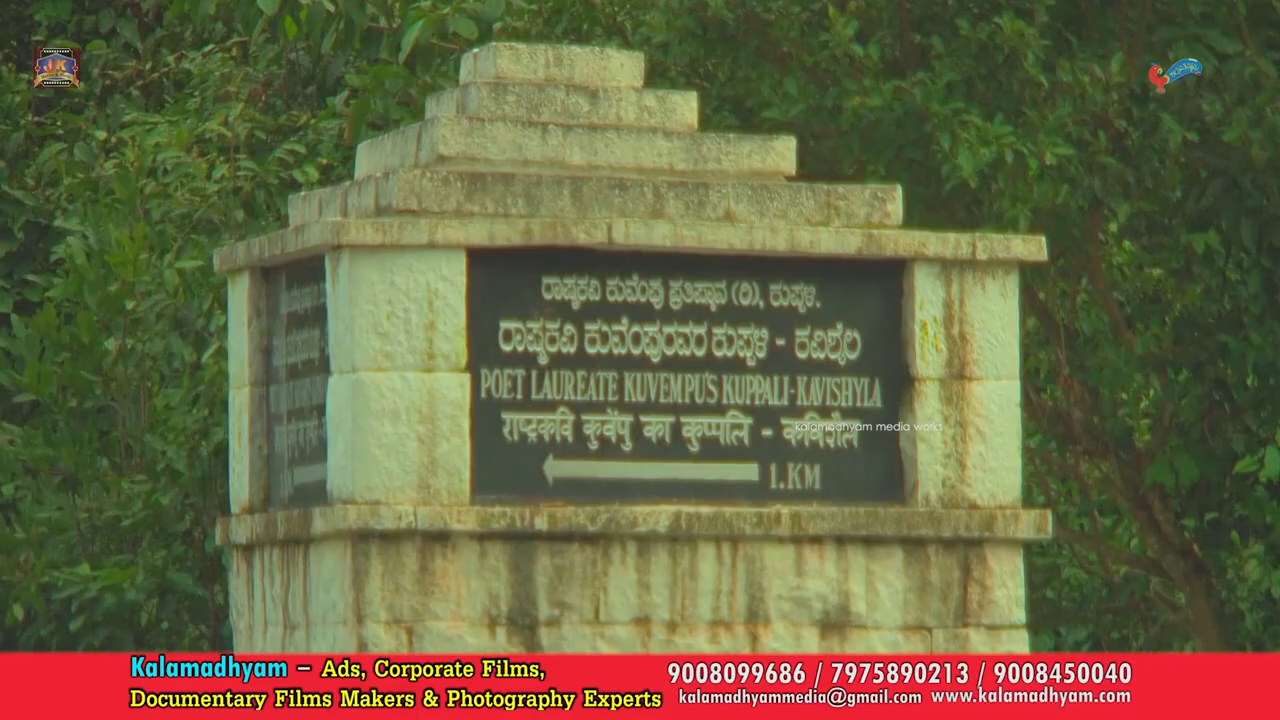 ರಾಷ್ಟ್ರಕವಿ ಕುವೆಂಪು ಪ್ರತಿಷ್ಠಾನ (ರಿ), ಕುಪ್ಪಳಿ.
ರಾಷ್ಟ್ರಕವಿ ಕುವೆಂಪುರವರ ಕುಪ್ಪಳಿ - ಕವಿಶೈಲ
POET LAUREATE KUVEMPU'S KUPPALI-KAVISHYLA
राष्ट्रकवि कुवेंपु का कुप्पलि - कविशैल
kalamadhyam media works
1.KM
Kalamadhyam – Ads, Corporate Films,
Documentary Films Makers & Photography Experts
9008099686 / 7975890213 / 9008450040
kalamadhyammedia@gmail.com www.kalamadhyam.com